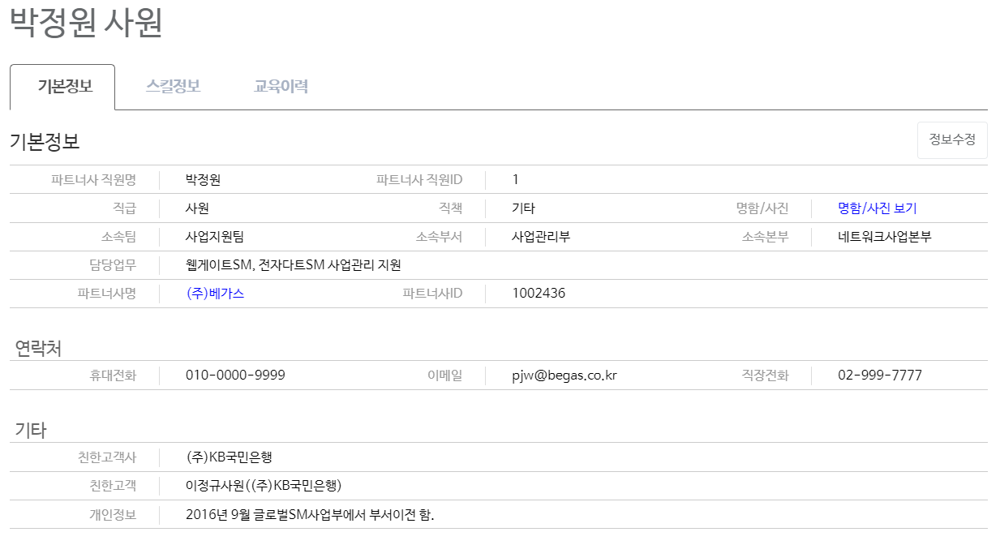 박정원 사원
기본정보 스킬정보 교육이력
기본정보 정보수정
파트너사 직원명 박정원 파트너사 직원ID 1
직급 사원 직책 기타 명함/사진 명함/사진 보기
소속팀 사업지원팀 소속부서 사업관리부 소속본부 네트워크사업본부
담당업무 웹게이트SM, 전자다트SM 사업관리 지원
파트너사명 (주)베가스 파트너사ID 1002436
연락처
휴대전화 010-0000-9999 이메일 pjw@begas.co.kr 직장전화 02-999-7777
기타
친한고객사 (주)KB국민은행
친한고객 이정규사원((주)KB국민은행)
개인정보 2016년 9월 글로벌SM사업부에서 부서이전 함.